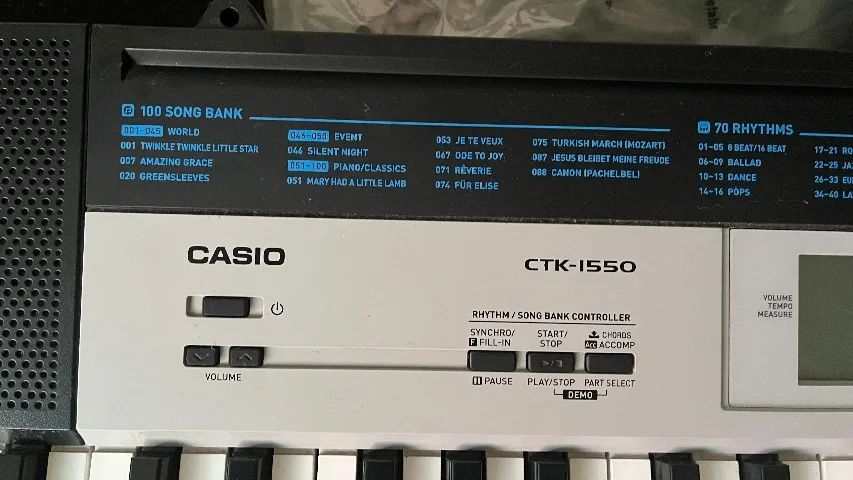 100 SONG BANK
001-045 WORLD
001 TWINKLE TWINKLE LITTLE STAR
007 AMAZING GRACE
020 GREENSLEEVES
046-050 EVENT
046 SILENT NIGHT
051-100 PIANO/CLASSICS
051 MARY HAD A LITTLE LAMB
053 JE TE VEUX
067 ODE TO JOY
071 RÊVERIE
074 FÜR ELISE
075 TURKISH MARCH (MOZART)
087 JESUS BLEIBET MEINE FREUDE
088 CANON (PACHELBEL)
70 RHYTHMS
01-05 8 BEAT/16 BEAT
06-09 BALLAD
10-13 DANCE
14-16 POPS
17-21
22-25
26-33
34-40
CASIO
CTK-1550
VOLUME
RHYTHM / SONG BANK CONTROLLER
SYNCHRO/
F FILL-IN
START/
STOP
CHORDS
Acc ACCOMP
PAUSE
PLAY/STOP
PART SELECT
DEMO
VOLUME
TEMPO
MEASURE